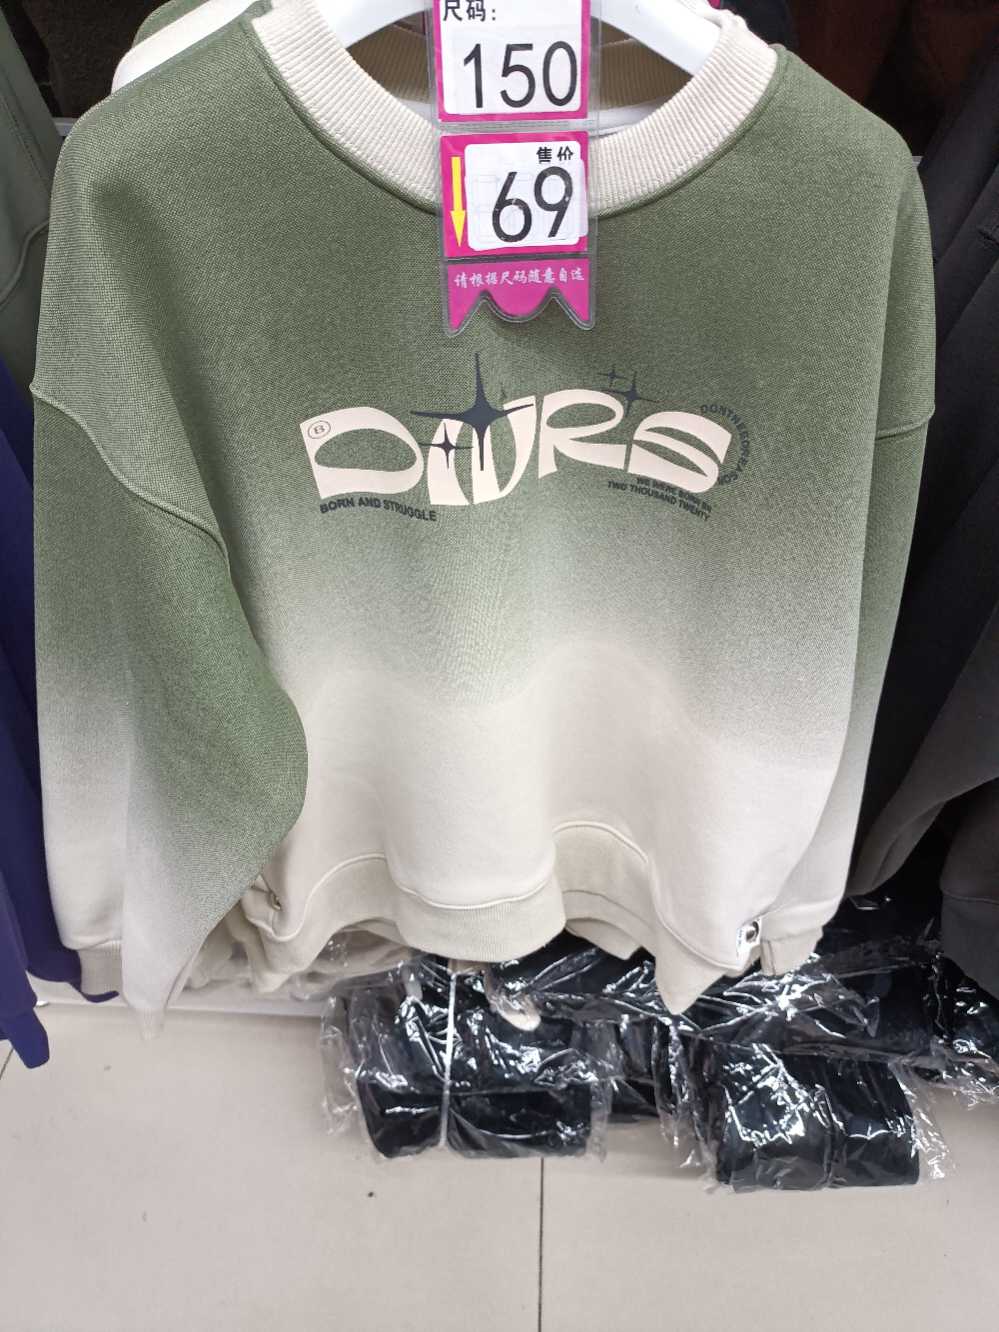 尺码:
150
售价
69
请根据尺码随意自选
DIURS
B
BORN AND STRUGGLE
WE WERE BORN IN
TWO THOUSAND TWENTY